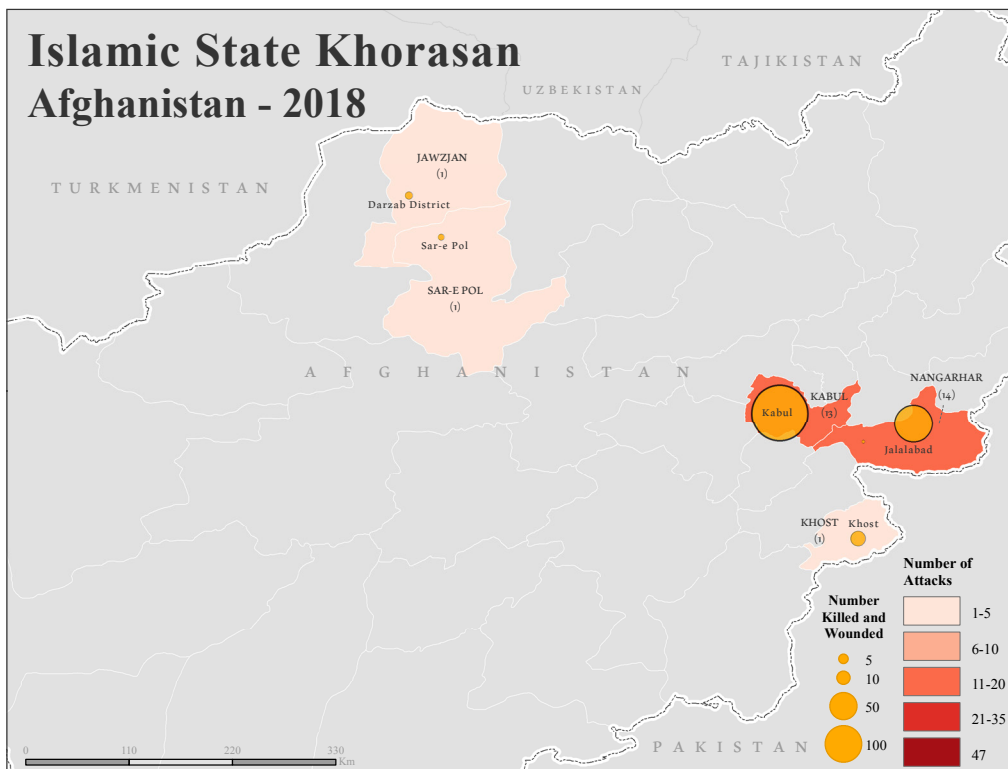 Islamic State Khorasan
Afghanistan - 2018
TAJIKISTAN
UZBEKISTAN
TURKMENISTAN
JAWZJAN
(1)
Darzab District
Sar-e Pol
SAR-E POL
(1)
AFGHANISTAN
NANGARHAR
(14)
KABUL
(13)
Kabul
Jalalabad
KHOST
(1)
Khost
Number of
Attacks
1-5
6-10
11-20
21-35
47
Number
Killed and
Wounded
5
10
50
100
PAKISTAN
0 110 220 330
Km